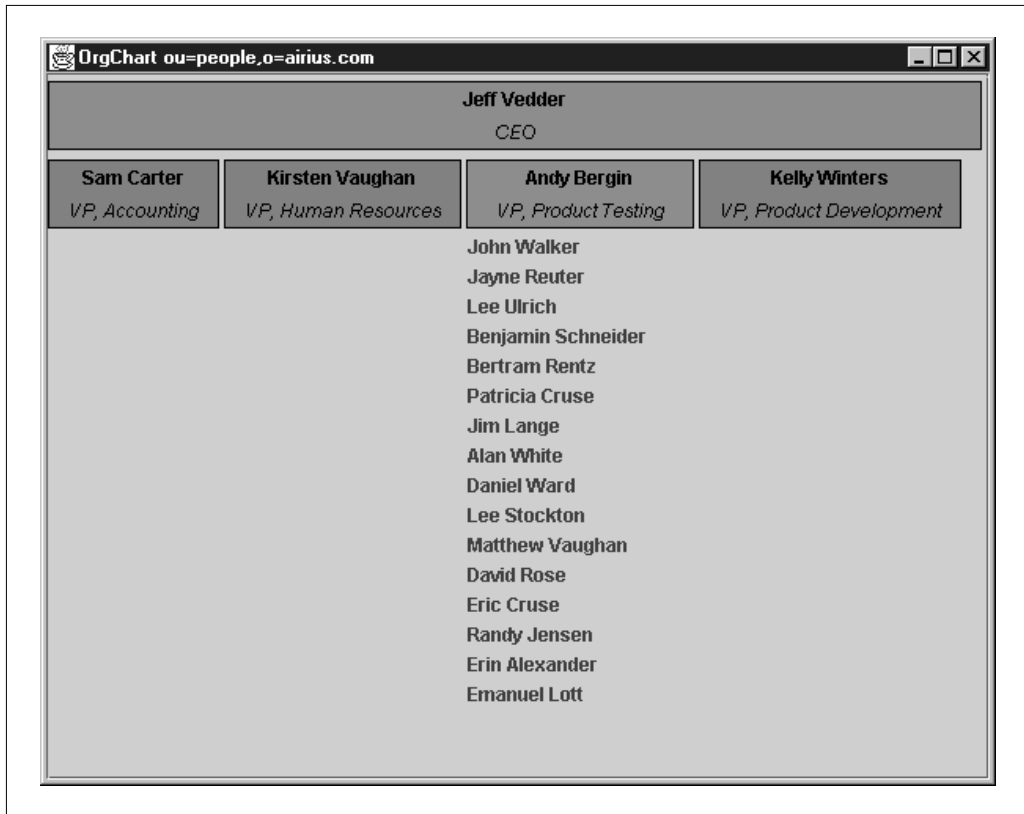 OrgChart ou=people,o=airius.com
Jeff Vedder
CEO
Sam Carter
VP, Accounting
Kirsten Vaughan
VP, Human Resources
Andy Bergin
VP, Product Testing
Kelly Winters
VP, Product Development
John Walker
Jayne Reuter
Lee Ulrich
Benjamin Schneider
Bertram Rentz
Patricia Cruse
Jim Lange
Alan White
Daniel Ward
Lee Stockton
Matthew Vaughan
David Rose
Eric Cruse
Randy Jensen
Erin Alexander
Emanuel Lott